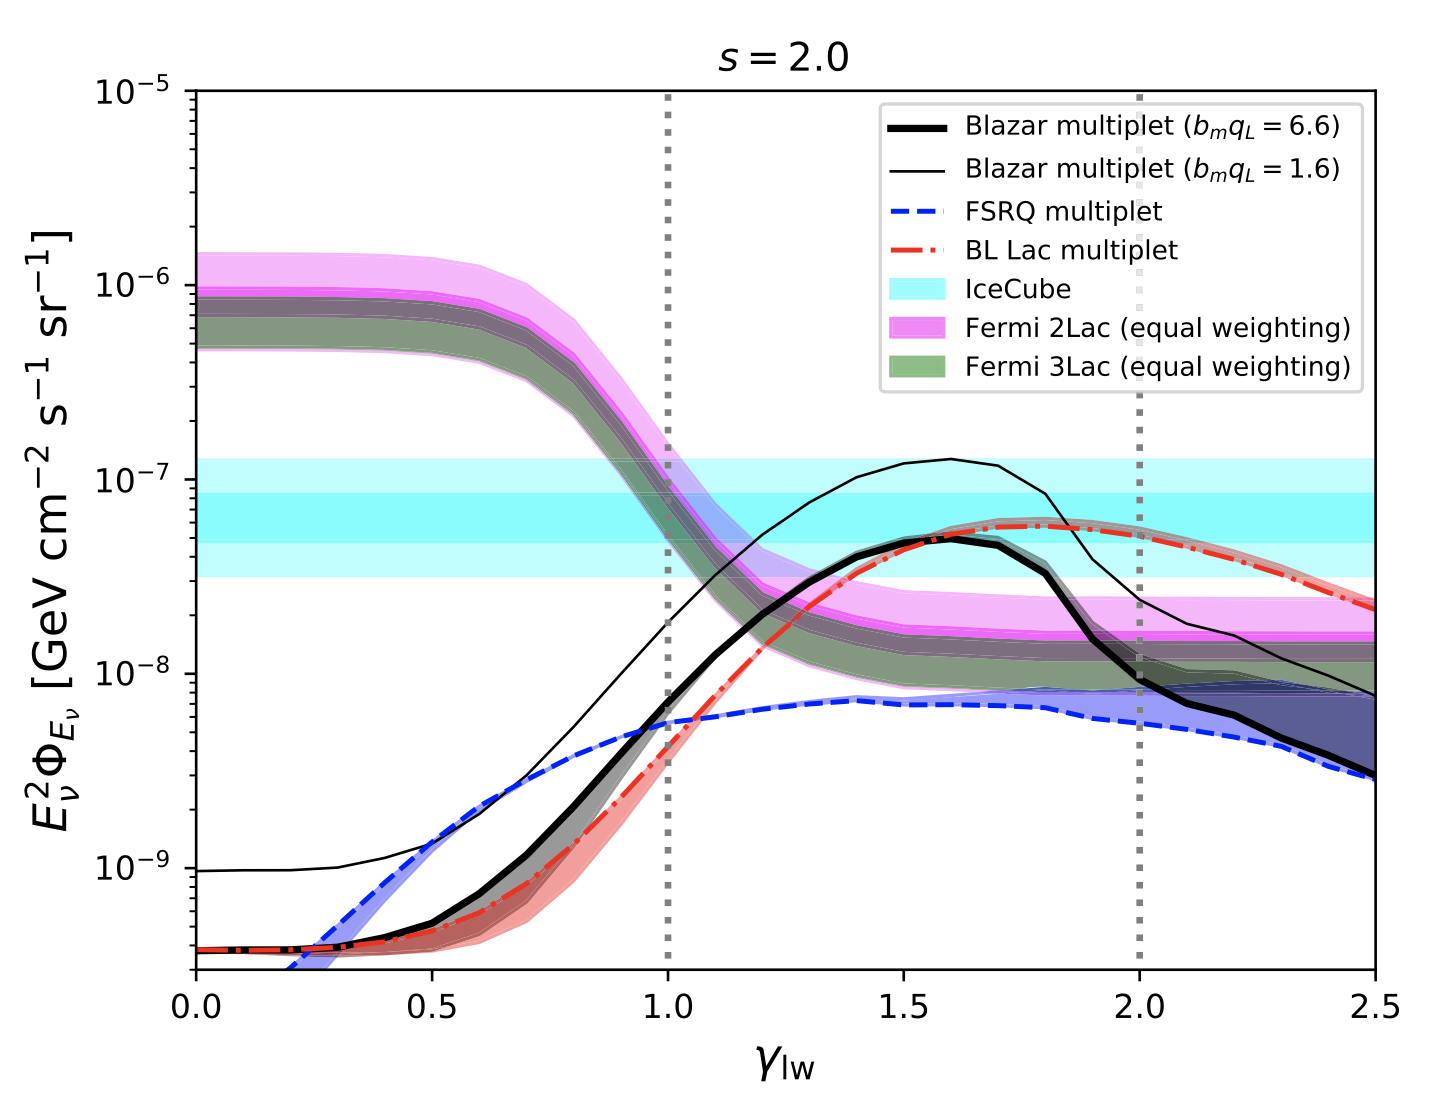 s = 2.0
10⁻⁵
10⁻⁶
10⁻⁷
10⁻⁸
10⁻⁹
E_ν²Φ_{E_ν} [GeV cm⁻² s⁻¹ sr⁻¹]
Blazar multiplet (b_m q_L = 6.6)
Blazar multiplet (b_m q_L = 1.6)
FSRQ multiplet
BL Lac multiplet
IceCube
Fermi 2Lac (equal weighting)
Fermi 3Lac (equal weighting)
0.0 0.5 1.0 1.5 2.0 2.5
γ_lw